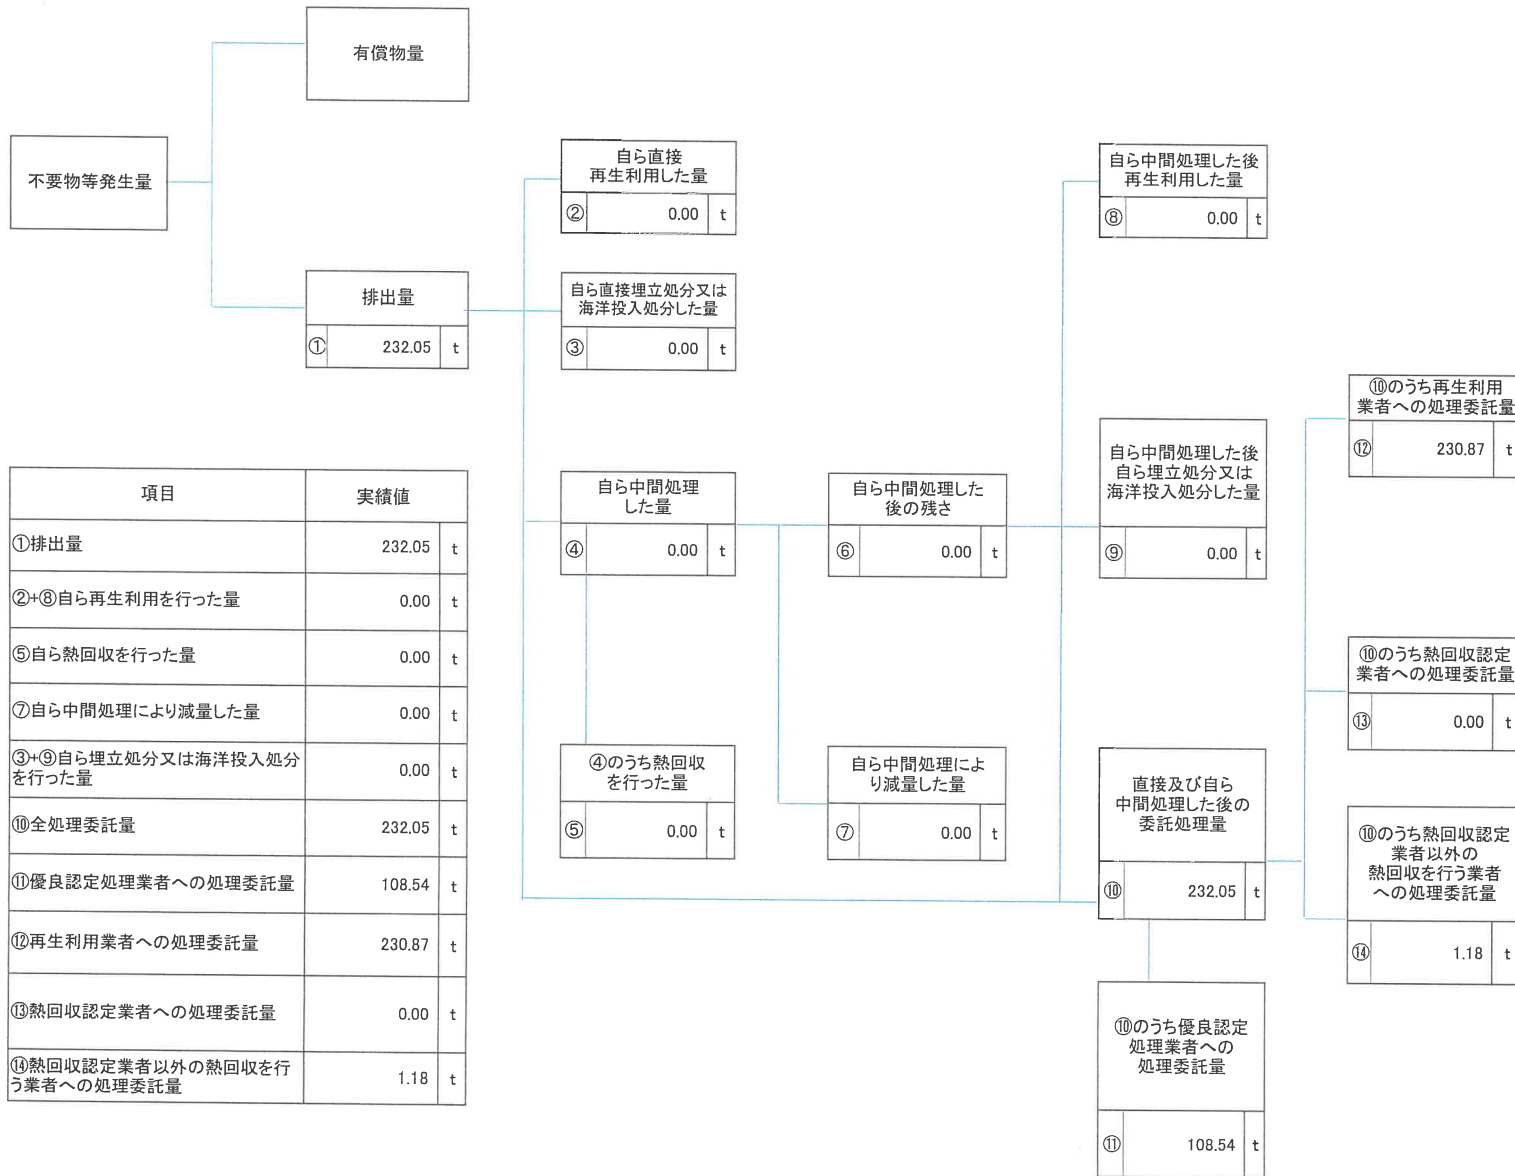 有償物量
不要物等発生量
排出量
① 232.05 t
自ら直接
再生利用した量
② 0.00 t
自ら直接埋立処分又は
海洋投入処分した量
③ 0.00 t
自ら中間処理
した量
④ 0.00 t
④のうち熱回収
を行った量
⑤ 0.00 t
自ら中間処理した
後の残さ
⑥ 0.00 t
自ら中間処理によ
り減量した量
⑦ 0.00 t
自ら中間処理した後
再生利用した量
⑧ 0.00 t
自ら中間処理した後
自ら埋立処分又は
海洋投入処分した量
⑨ 0.00 t
直接及び自ら
中間処理した後の
委託処理量
⑩ 232.05 t
⑩のうち優良認定
処理業者への
処理委託量
⑪ 108.54 t
⑩のうち再生利用
業者への処理委託量
⑫ 230.87 t
⑩のうち熱回収認定
業者への処理委託量
⑬ 0.00 t
⑩のうち熱回収認定
業者以外の
熱回収を行う業者
への処理委託量
⑭ 1.18 t
項目 実績値
①排出量 232.05 t
②+⑧自ら再生利用を行った量 0.00 t
⑤自ら熱回収を行った量 0.00 t
⑦自ら中間処理により減量した量 0.00 t
③+⑨自ら埋立処分又は海洋投入処分
を行った量 0.00 t
⑩全処理委託量 232.05 t
⑪優良認定処理業者への処理委託量 108.54 t
⑫再生利用業者への処理委託量 230.87 t
⑬熱回収認定業者への処理委託量 0.00 t
⑭熱回収認定業者以外の熱回収を行
う業者への処理委託量 1.18 t